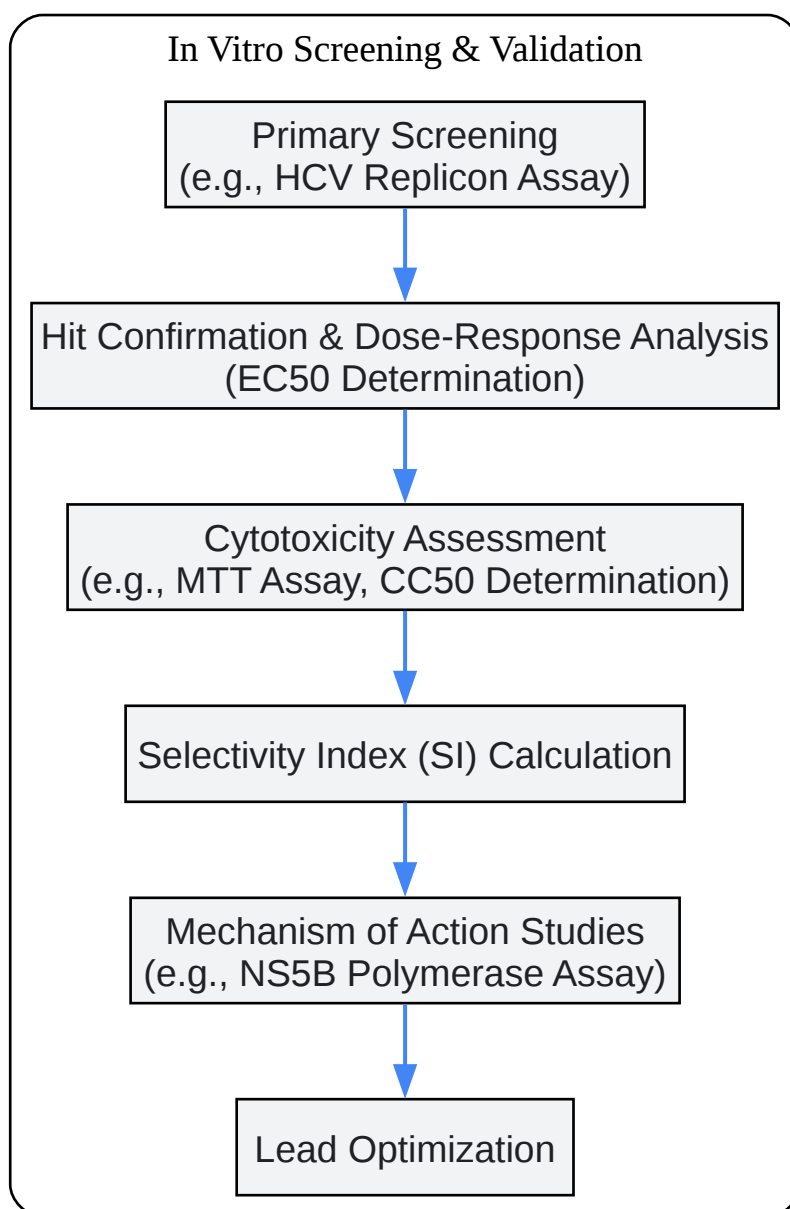 In Vitro Screening & Validation
Primary Screening
(e.g., HCV Replicon Assay)
Hit Confirmation & Dose-Response Analysis
(EC50 Determination)
Cytotoxicity Assessment
(e.g., MTT Assay, CC50 Determination)
Selectivity Index (SI) Calculation
Mechanism of Action Studies
(e.g., NS5B Polymerase Assay)
Lead Optimization